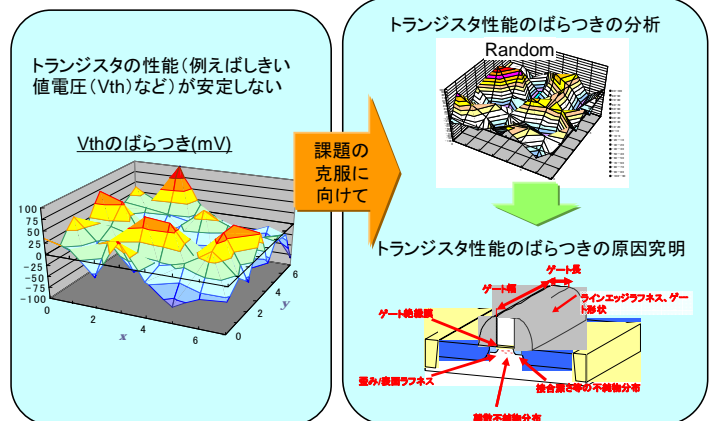 トランジスタの性能(例えばしきい
値電圧(Vth)など)が安定しない
Vthのばらつき(mV)
100
75
50
25
0
-25
-50
-75
-100
0
2
4
6
x
0
2
4
6
y
課題の
克服に
向けて
トランジスタ性能のばらつきの分析
Random
トランジスタ性能のばらつきの原因究明
ゲート長
ゲート幅
ラインエッジラフネス、ゲー
ト形状
ゲート絶縁膜
歪み/表面ラフネス
接合深さ等の不純物分布
離散不純物分布